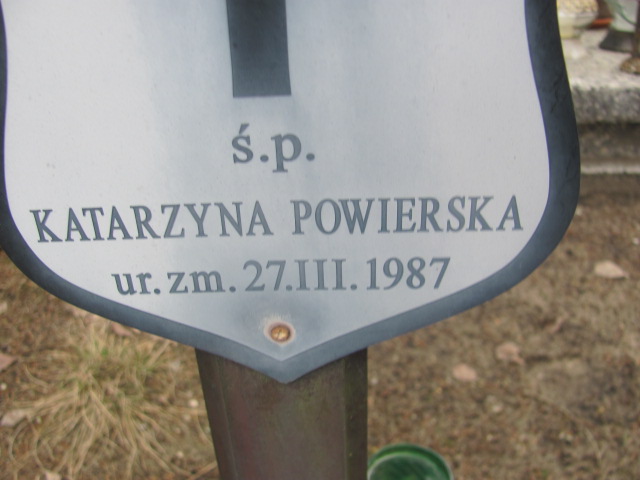 ś.p.
KATARZYNA POWIERSKA
ur. zm. 27.III.1987